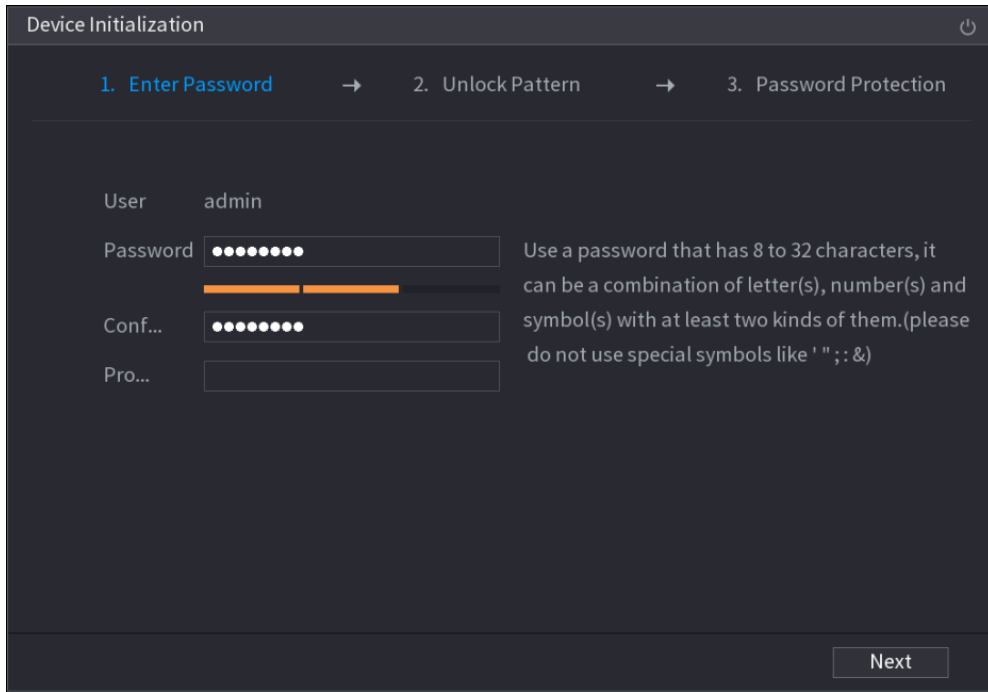 Device Initialization
1. Enter Password → 2. Unlock Pattern → 3. Password Protection
User admin
Password ●●●●●●●●
Use a password that has 8 to 32 characters, it
can be a combination of letter(s), number(s) and
Conf... ●●●●●●●●
symbol(s) with at least two kinds of them.(please
do not use special symbols like ' " ; : &)
Pro...
Next